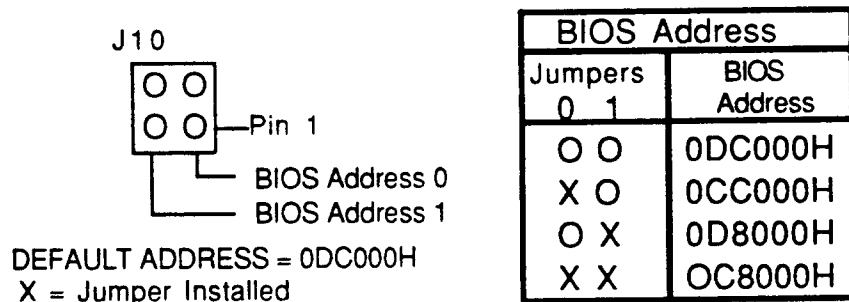 J10
Pin 1
BIOS Address 0
BIOS Address 1
DEFAULT ADDRESS = 0DC000H
X = Jumper Installed
BIOS Address
Jumpers BIOS
0 1 Address
O O 0DC000H
X O 0CC000H
O X 0D8000H
X X OC8000H